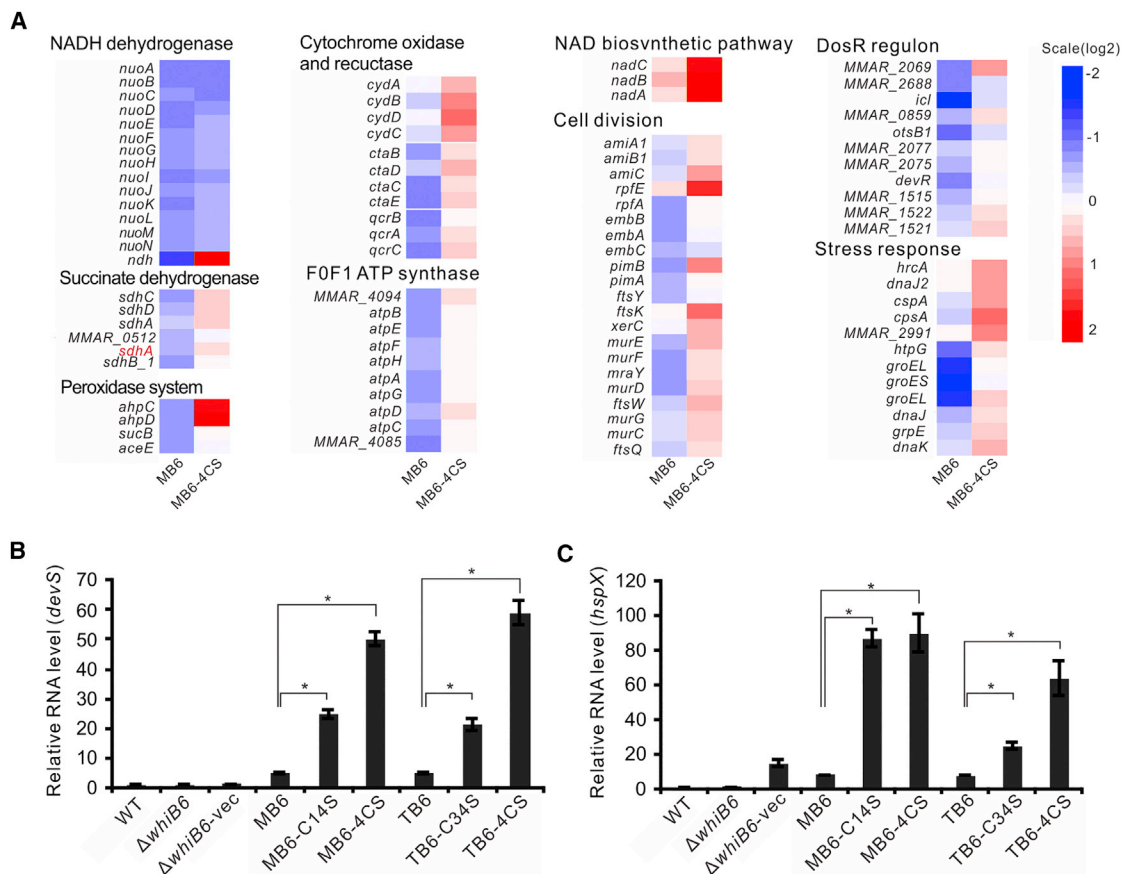 A
NADH dehydrogenase
nuoA
nuoB
nuoC
nuoD
nuoE
nuoF
nuoG
nuoH
nuoI
nuoJ
nuoK
nuoL
nuoM
nuoN
ndh
Succinate dehydrogenase
sdhC
sdhD
sdhA
MMAR_0512
sdhA
sdhB_1
Peroxidase system
ahpC
ahpD
sucB
aceE
MB6
MB6-4CS
Cytochrome oxidase
and recuctase
cydA
cydB
cydD
cydC
ctaB
ctaD
ctaC
ctaE
qcrB
qcrA
qcrC
F0F1 ATP synthase
MMAR_4094
atpB
atpE
atpF
atpH
atpA
atpG
atpD
atpC
MMAR_4085
MB6
MB6-4CS
NAD biosvnthetic pathway
nadC
nadB
nadA
Cell division
amiA1
amiB1
amiC
rpfE
rpfA
embB
embA
embC
pimB
pimA
ftsY
ftsK
xerC
murE
murF
mraY
murD
ftsW
murG
murC
ftsQ
MB6
MB6-4CS
DosR regulon
MMAR_2069
MMAR_2688
icl
MMAR_0859
otsB1
MMAR_2077
MMAR_2075
devR
MMAR_1515
MMAR_1522
MMAR_1521
Stress response
hrcA
dnaJ2
cspA
cpsA
MMAR_2991
htpG
groEL
groES
groEL
dnaJ
grpE
dnaK
MB6
MB6-4CS
Scale(log2)
-2
-1
0
1
2
B
Relative RNA level (devS)
70
60
50
40
30
20
10
0
*
*
*
*
WT
ΔwhiB6
ΔwhiB6-vec
MB6
MB6-C14S
MB6-4CS
TB6
TB6-C34S
TB6-4CS
C
Relative RNA level (hspX)
120
100
80
60
40
20
0
*
*
*
*
WT
ΔwhiB6
ΔwhiB6-vec
MB6
MB6-C14S
MB6-4CS
TB6
TB6-C34S
TB6-4CS